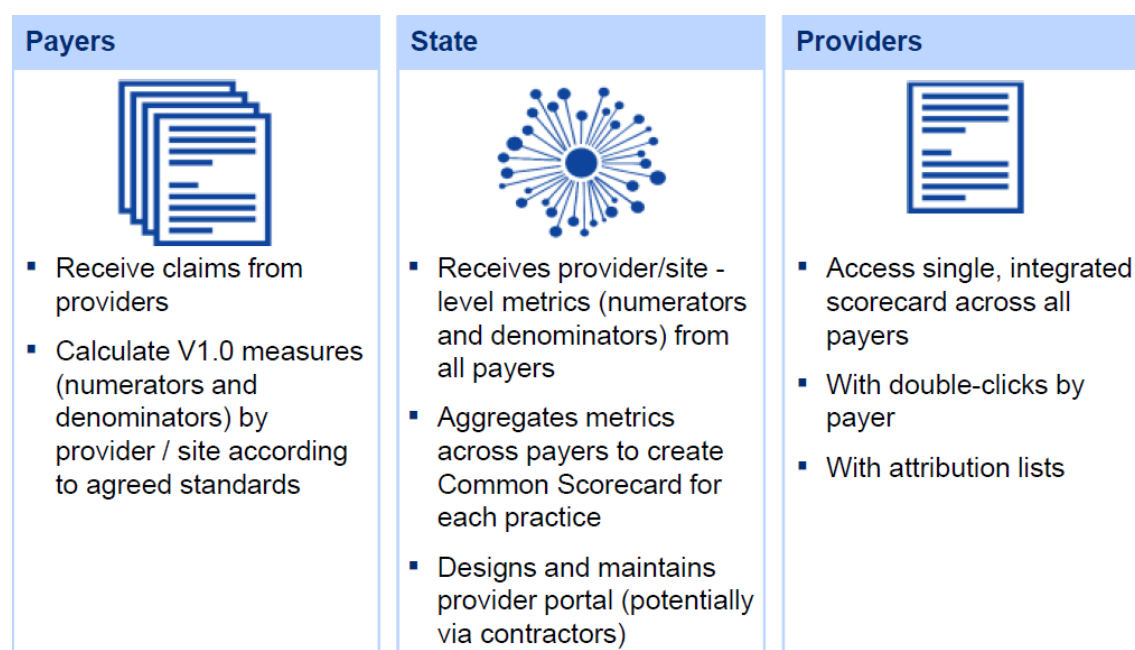 Payers
Receive claims from
providers
Calculate V1.0 measures
(numerators and
denominators) by
provider / site according
to agreed standards
State
Receives provider/site -
level metrics (numerators
and denominators) from
all payers
Aggregates metrics
across payers to create
Common Scorecard for
each practice
Designs and maintains
provider portal (potentially
via contractors)
Providers
Access single, integrated
scorecard across all
payers
With double-clicks by
payer
With attribution lists